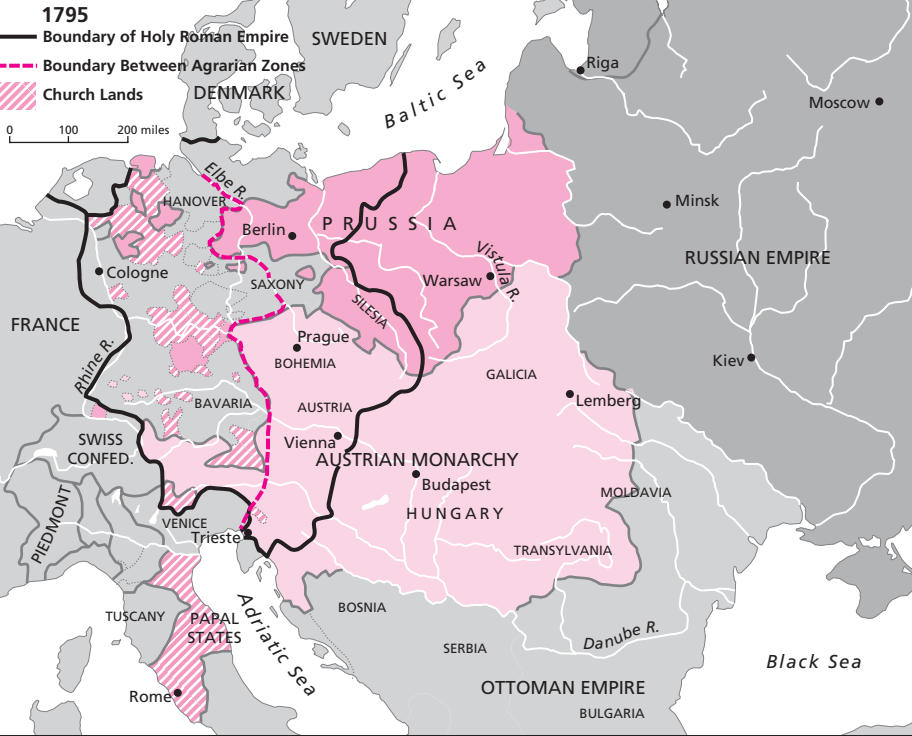 1795
Boundary of Holy Roman Empire
Boundary Between Agrarian Zones
Church Lands
0 100 200 miles
SWEDEN
DENMARK
Baltic Sea
Riga
Moscow
Elbe R.
HANOVER
Minsk
Berlin
PRUSSIA
Vistula R.
RUSSIAN EMPIRE
Cologne
Warsaw
SAXONY
SILESIA
FRANCE
Prague
Kiev
BOHEMIA
Rhine R.
GALICIA
BAVARIA
AUSTRIA
Lemberg
SWISS
CONFED.
Vienna
AUSTRIAN MONARCHY
Budapest
MOLDAVIA
HUNGARY
PIEDMONT
VENICE
Trieste
TRANSYLVANIA
TUSCANY
PAPAL
STATES
Adriatic Sea
BOSNIA
SERBIA
Danube R.
Black Sea
Rome
OTTOMAN EMPIRE
BULGARIA